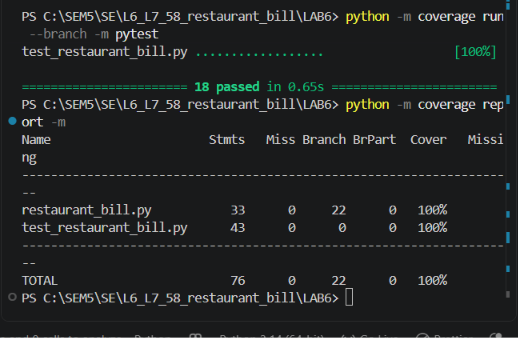 PS C:\SEM5\SE\L6_L7_58_restaurant_bill\LAB6> python -m coverage run
--branch -m pytest
test_restaurant_bill.py .................. [100%]
======================= 18 passed in 0.65s =======================
PS C:\SEM5\SE\L6_L7_58_restaurant_bill\LAB6> python -m coverage rep
ort -m
Name Stmts Miss Branch BrPart Cover Missi
ng
------------------------------------------------------------------
--
restaurant_bill.py 33 0 22 0 100%
test_restaurant_bill.py 43 0 0 0 100%
------------------------------------------------------------------
--
TOTAL 76 0 22 0 100%
PS C:\SEM5\SE\L6_L7_58_restaurant_bill\LAB6>